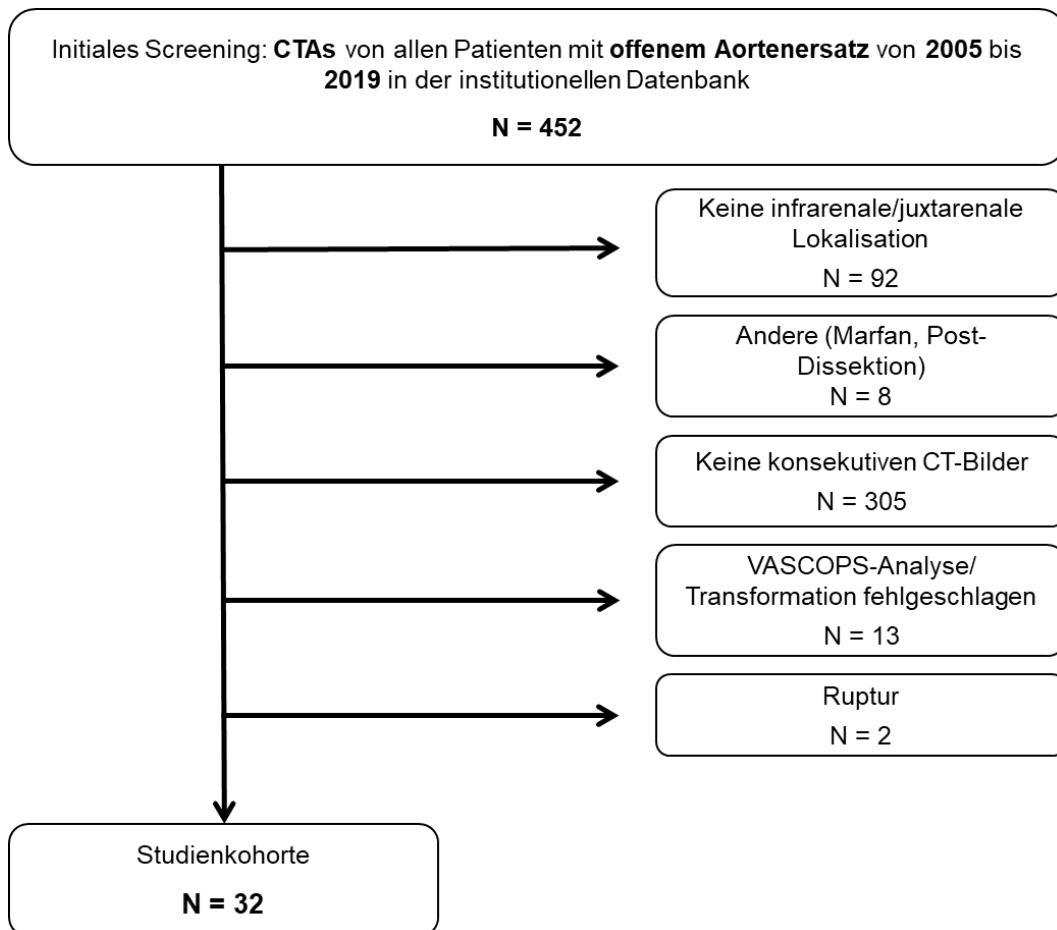 Initiales Screening: CTAs von allen Patienten mit offenem Aortenersatz von 2005 bis
2019 in der institutionellen Datenbank
N = 452
Keine infrarenale/juxtarenale
Lokalisation
N = 92
Andere (Marfan, Post-
Dissektion)
N = 8
Keine konsekutiven CT-Bilder
N = 305
VASCOPS-Analyse/
Transformation fehlgeschlagen
N = 13
Ruptur
N = 2
Studienkohorte
N = 32